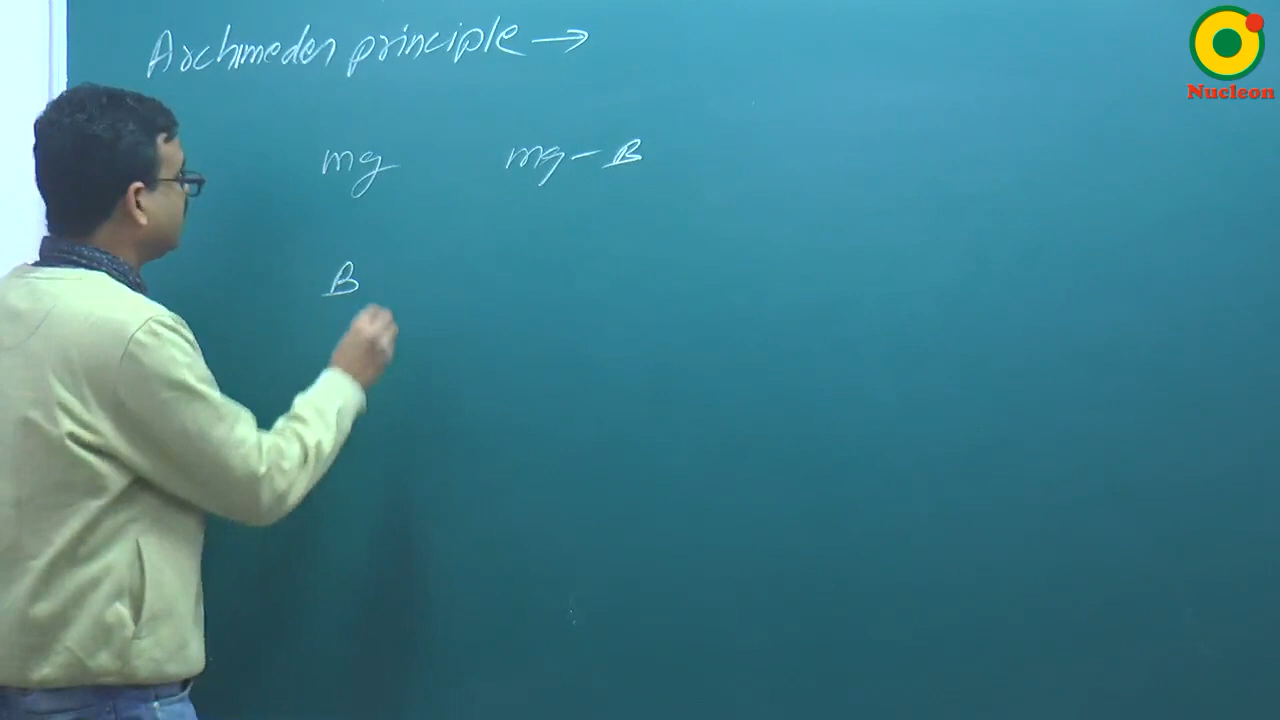 Archimedes principle →
Nucleon
mg mg - B
B